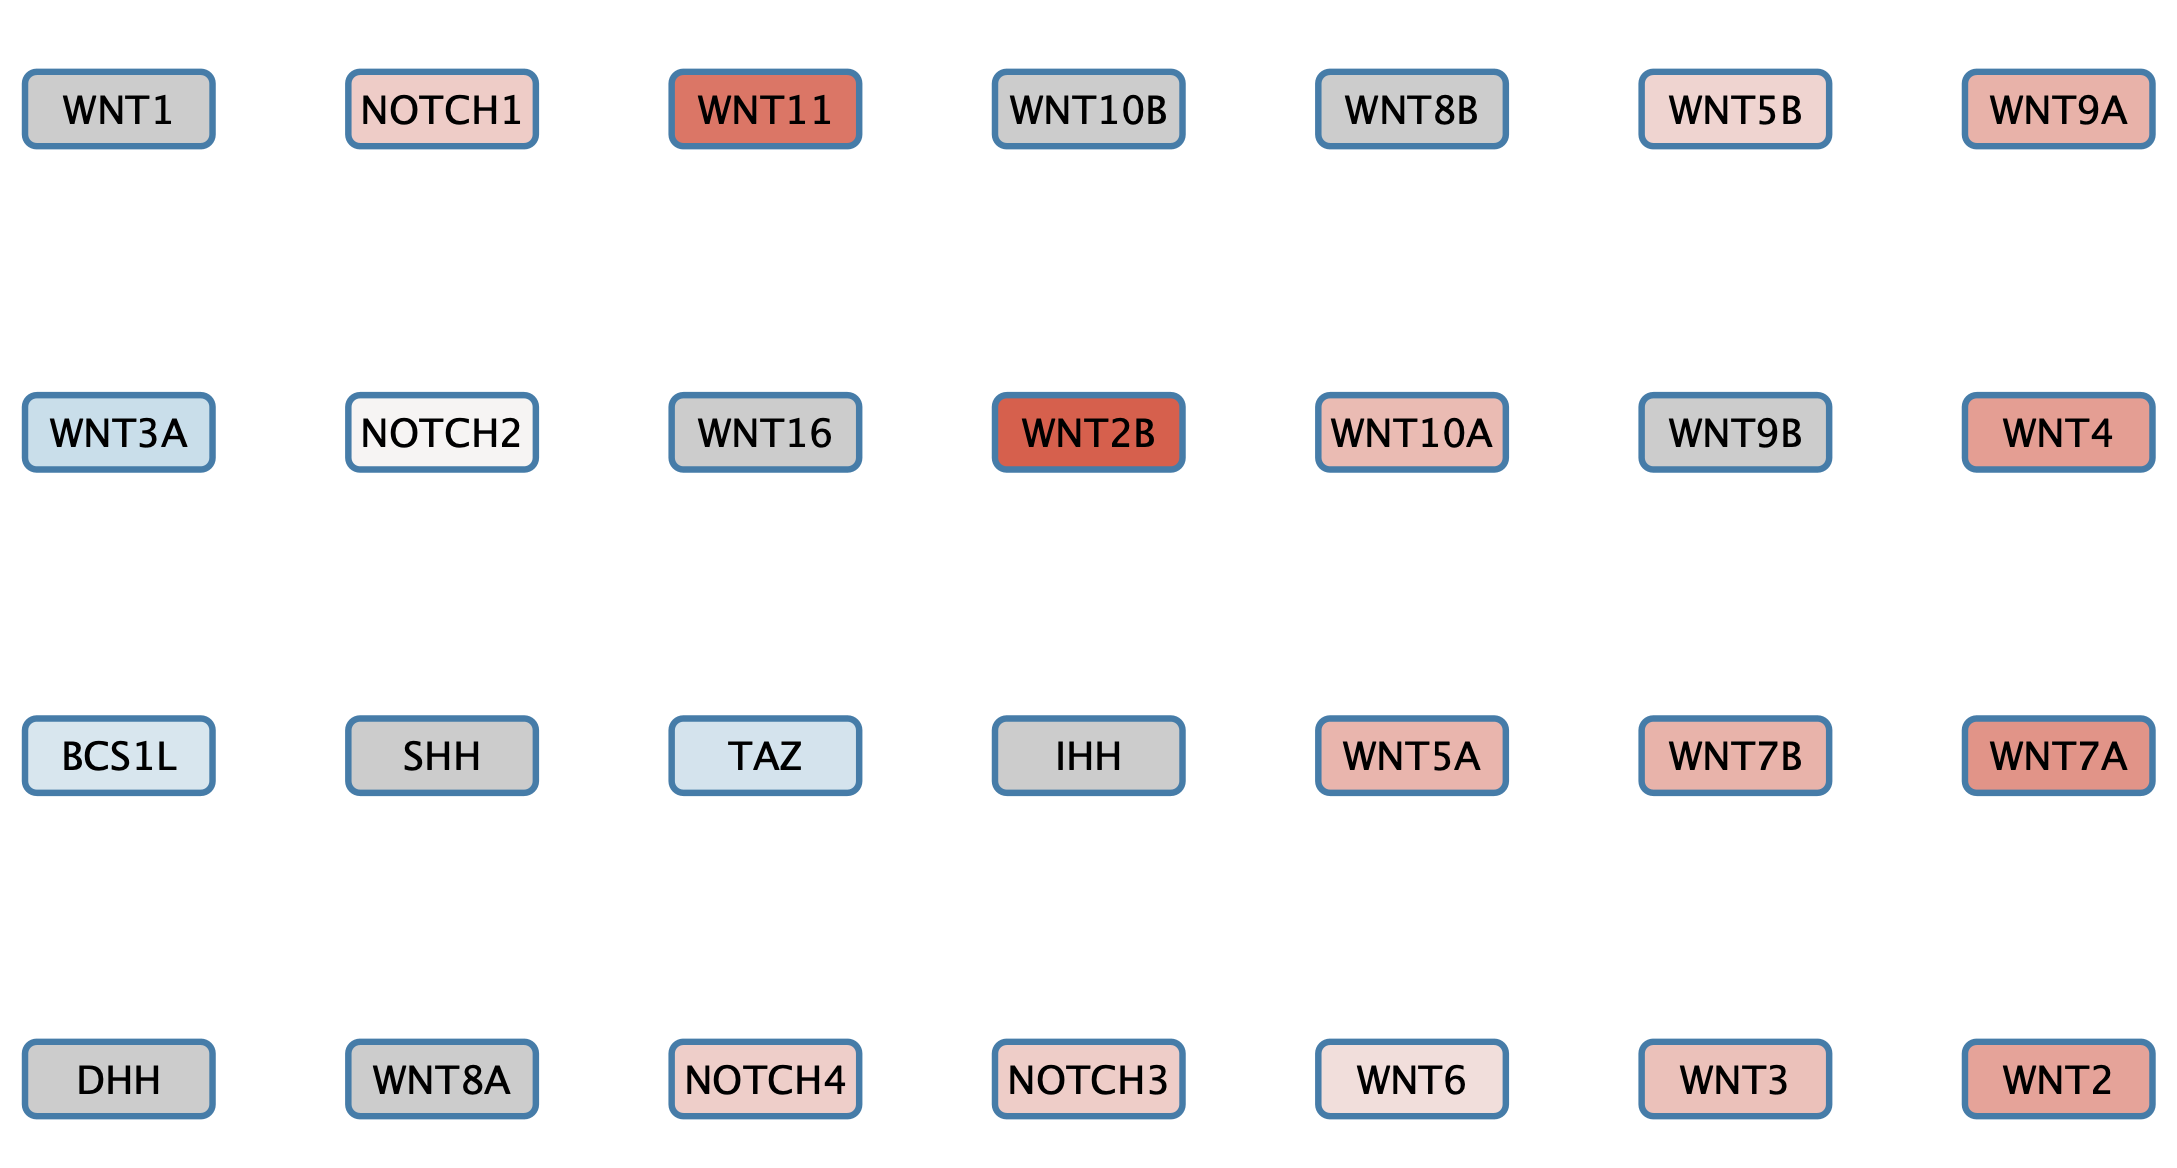 WNT1 NOTCH1 WNT11 WNT10B WNT8B WNT5B WNT9A
WNT3A NOTCH2 WNT16 WNT2B WNT10A WNT9B WNT4
BCS1L SHH TAZ IHH WNT5A WNT7B WNT7A
DHH WNT8A NOTCH4 NOTCH3 WNT6 WNT3 WNT2